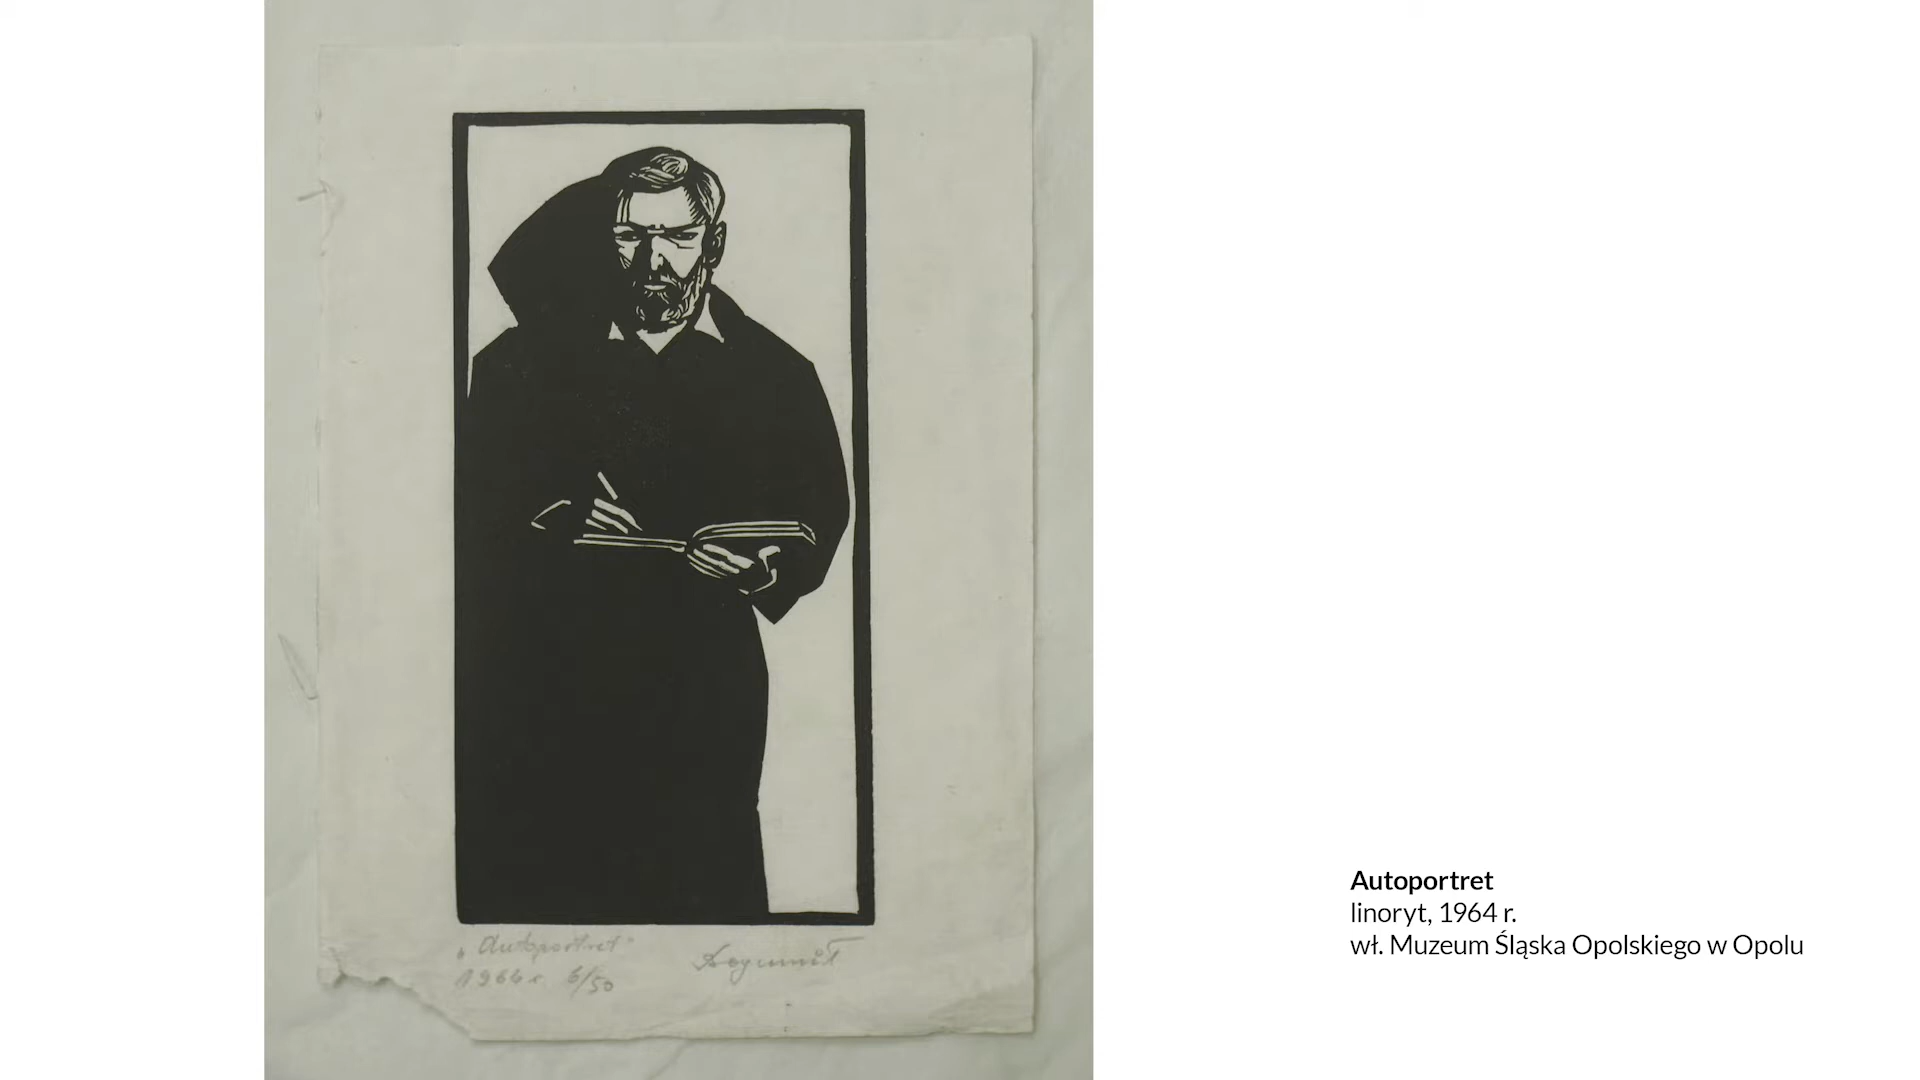 "Autoportret"
1964 r. 6/50
Autoportret
linoryt, 1964 r.
wł. Muzeum Śląska Opolskiego w Opolu